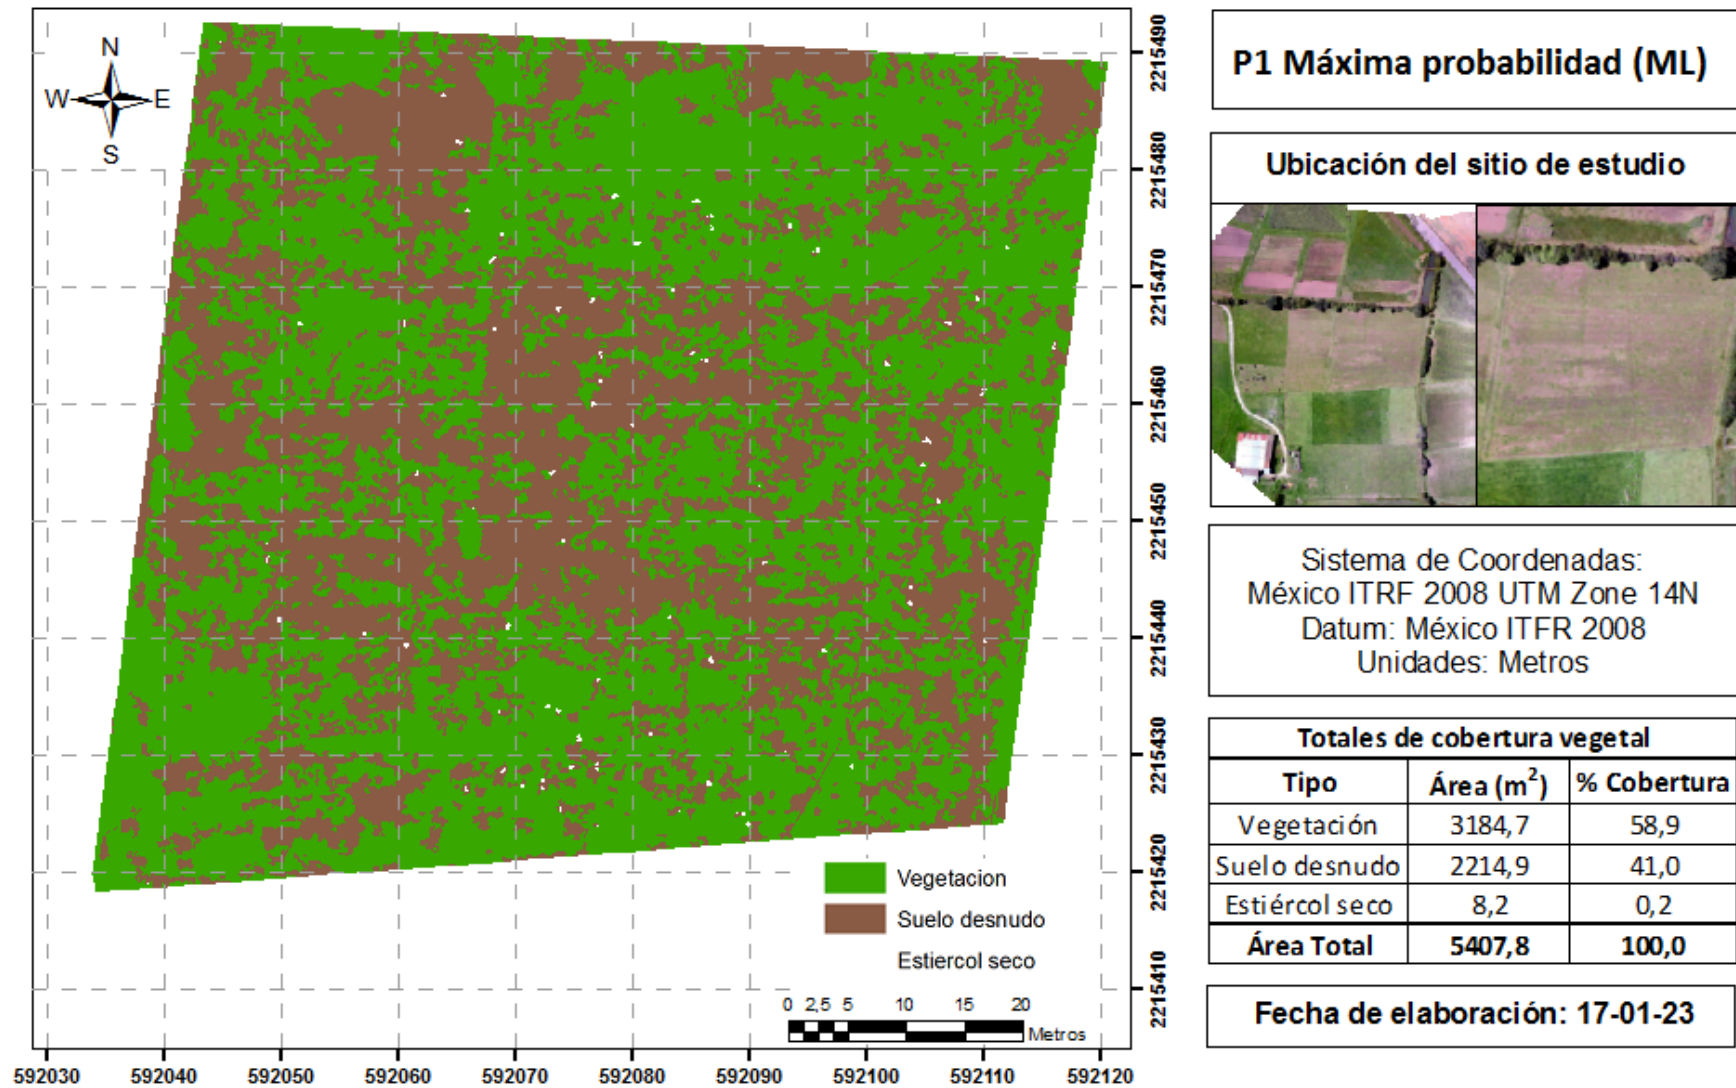 N
W E
S
P1 Máxima probabilidad (ML)
Ubicación del sitio de estudio
Sistema de Coordenadas:
México ITRF 2008 UTM Zone 14N
Datum: México ITFR 2008
Unidades: Metros
Totales de cobertura vegetal
Tipo Área (m²) % Cobertura
Vegetación 3184,7 58,9
Suelo desnudo 2214,9 41,0
Estiércol seco 8,2 0,2
Área Total 5407,8 100,0
Fecha de elaboración: 17-01-23
Vegetacion
Suelo desnudo
Estiercol seco
0 2,5 5 10 15 20
Metros
2215490
2215480
2215470
2215460
2215450
2215440
2215430
2215420
2215410
592030 592040 592050 592060 592070 592080 592090 592100 592110 592120